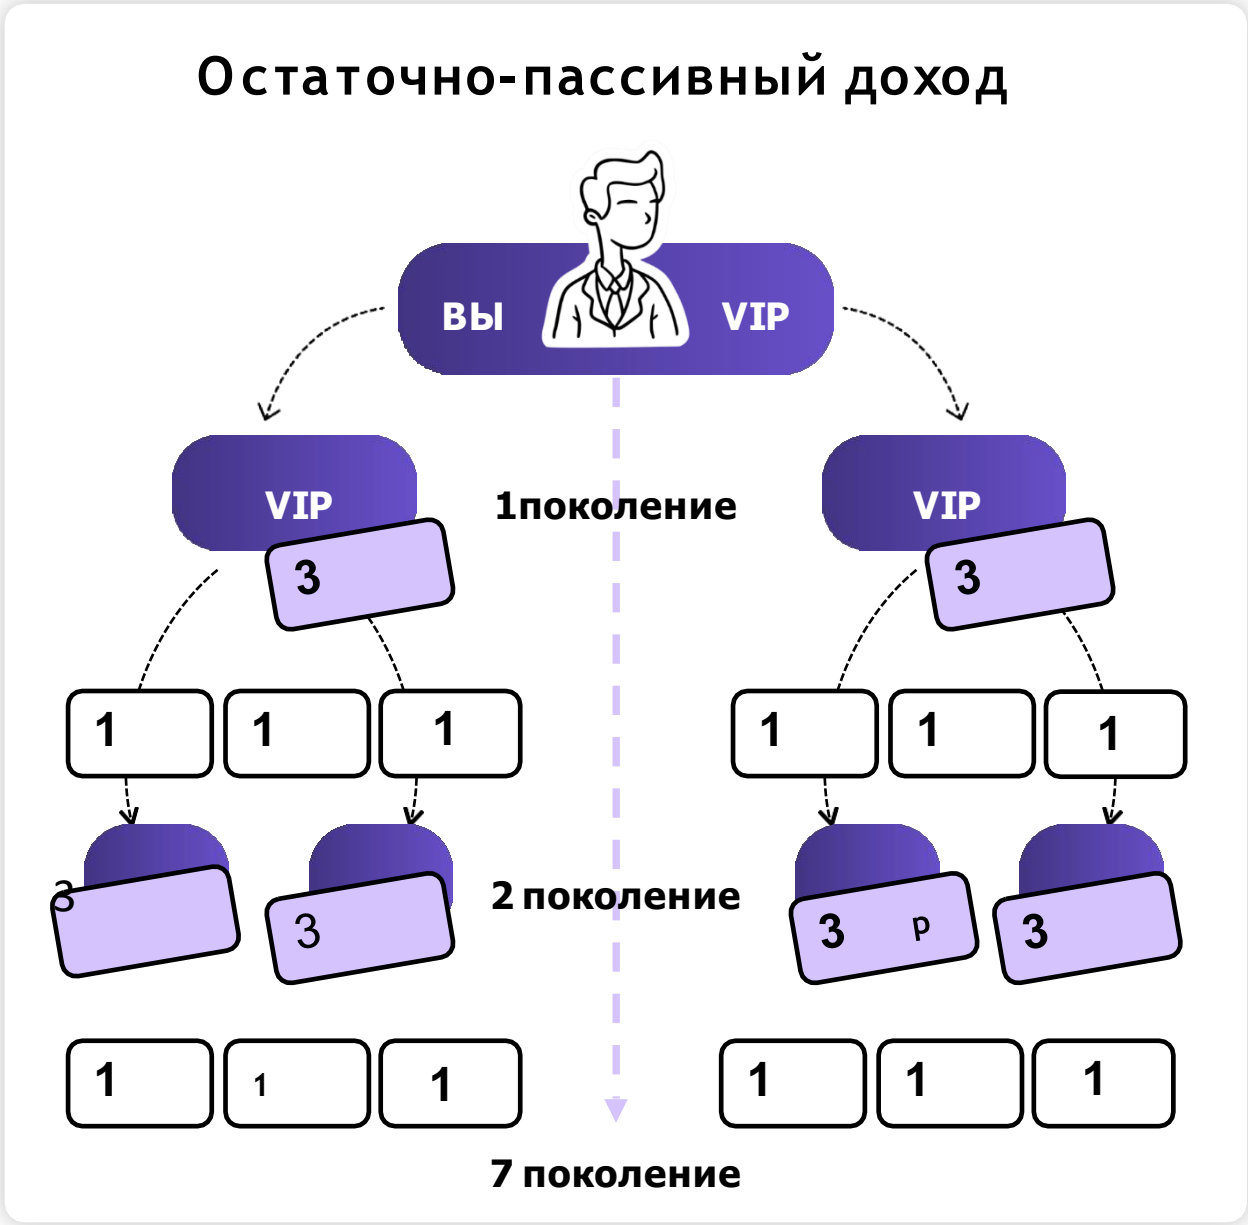 Остаточно-пассивный доход
ВЫ VIP
VIP 1поколение VIP
3 3
1 1 1 1 1 1
3 3 2 поколение 3 р 3
1 1 1 1 1 1
7 поколение